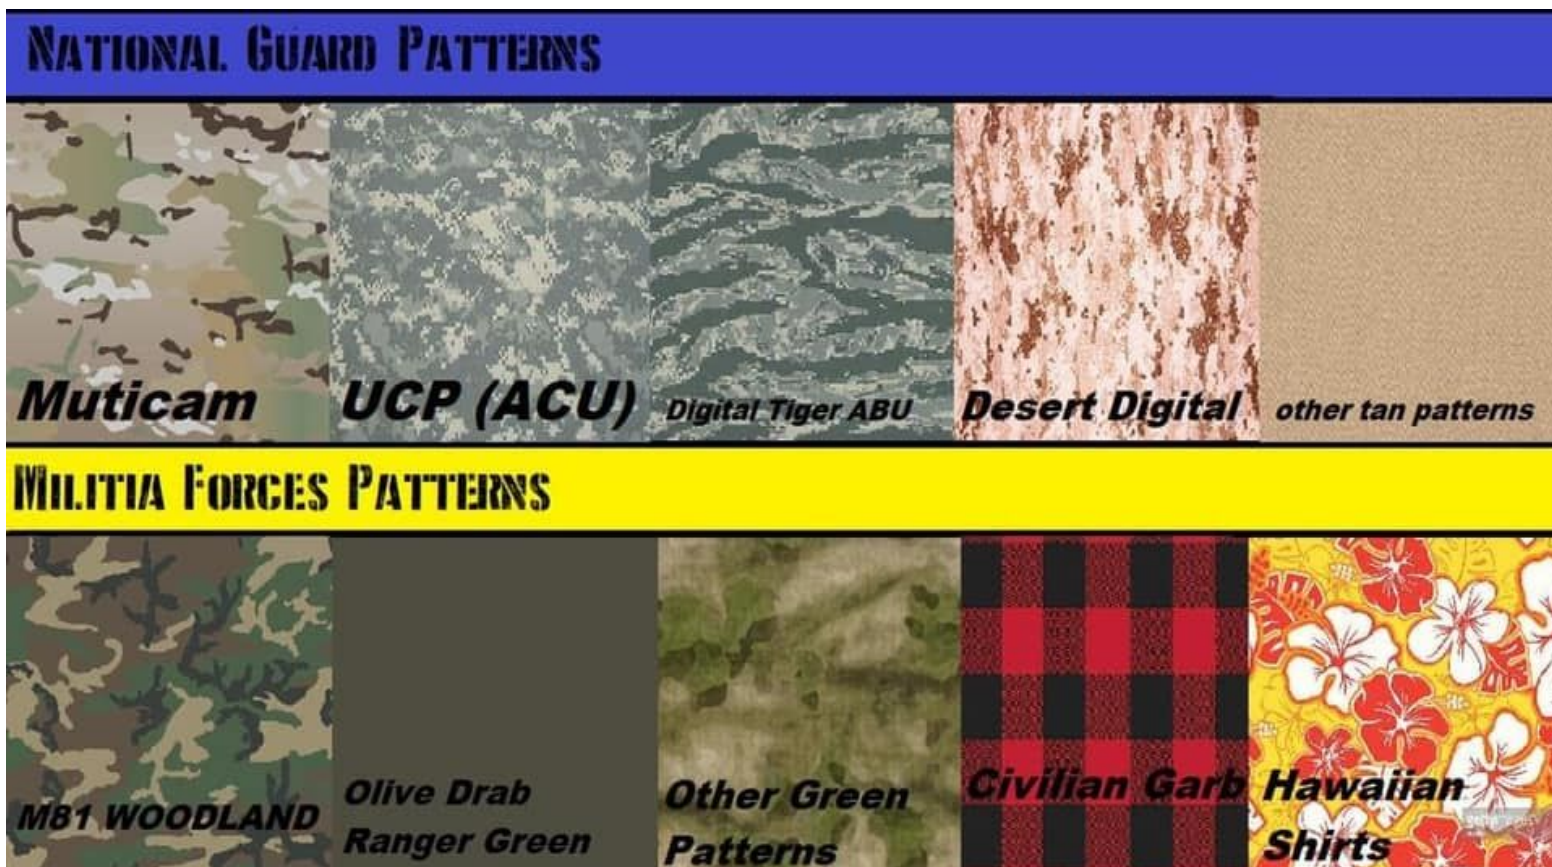 NATIONAL GUARD PATTERNS
Muticam
UCP (ACU)
Digital Tiger ABU
Desert Digital
other tan patterns
MILITIA FORCES PATTERNS
M81 WOODLAND
Olive Drab
Ranger Green
Other Green
Patterns
Civilian Garb
Hawaiian
Shirts